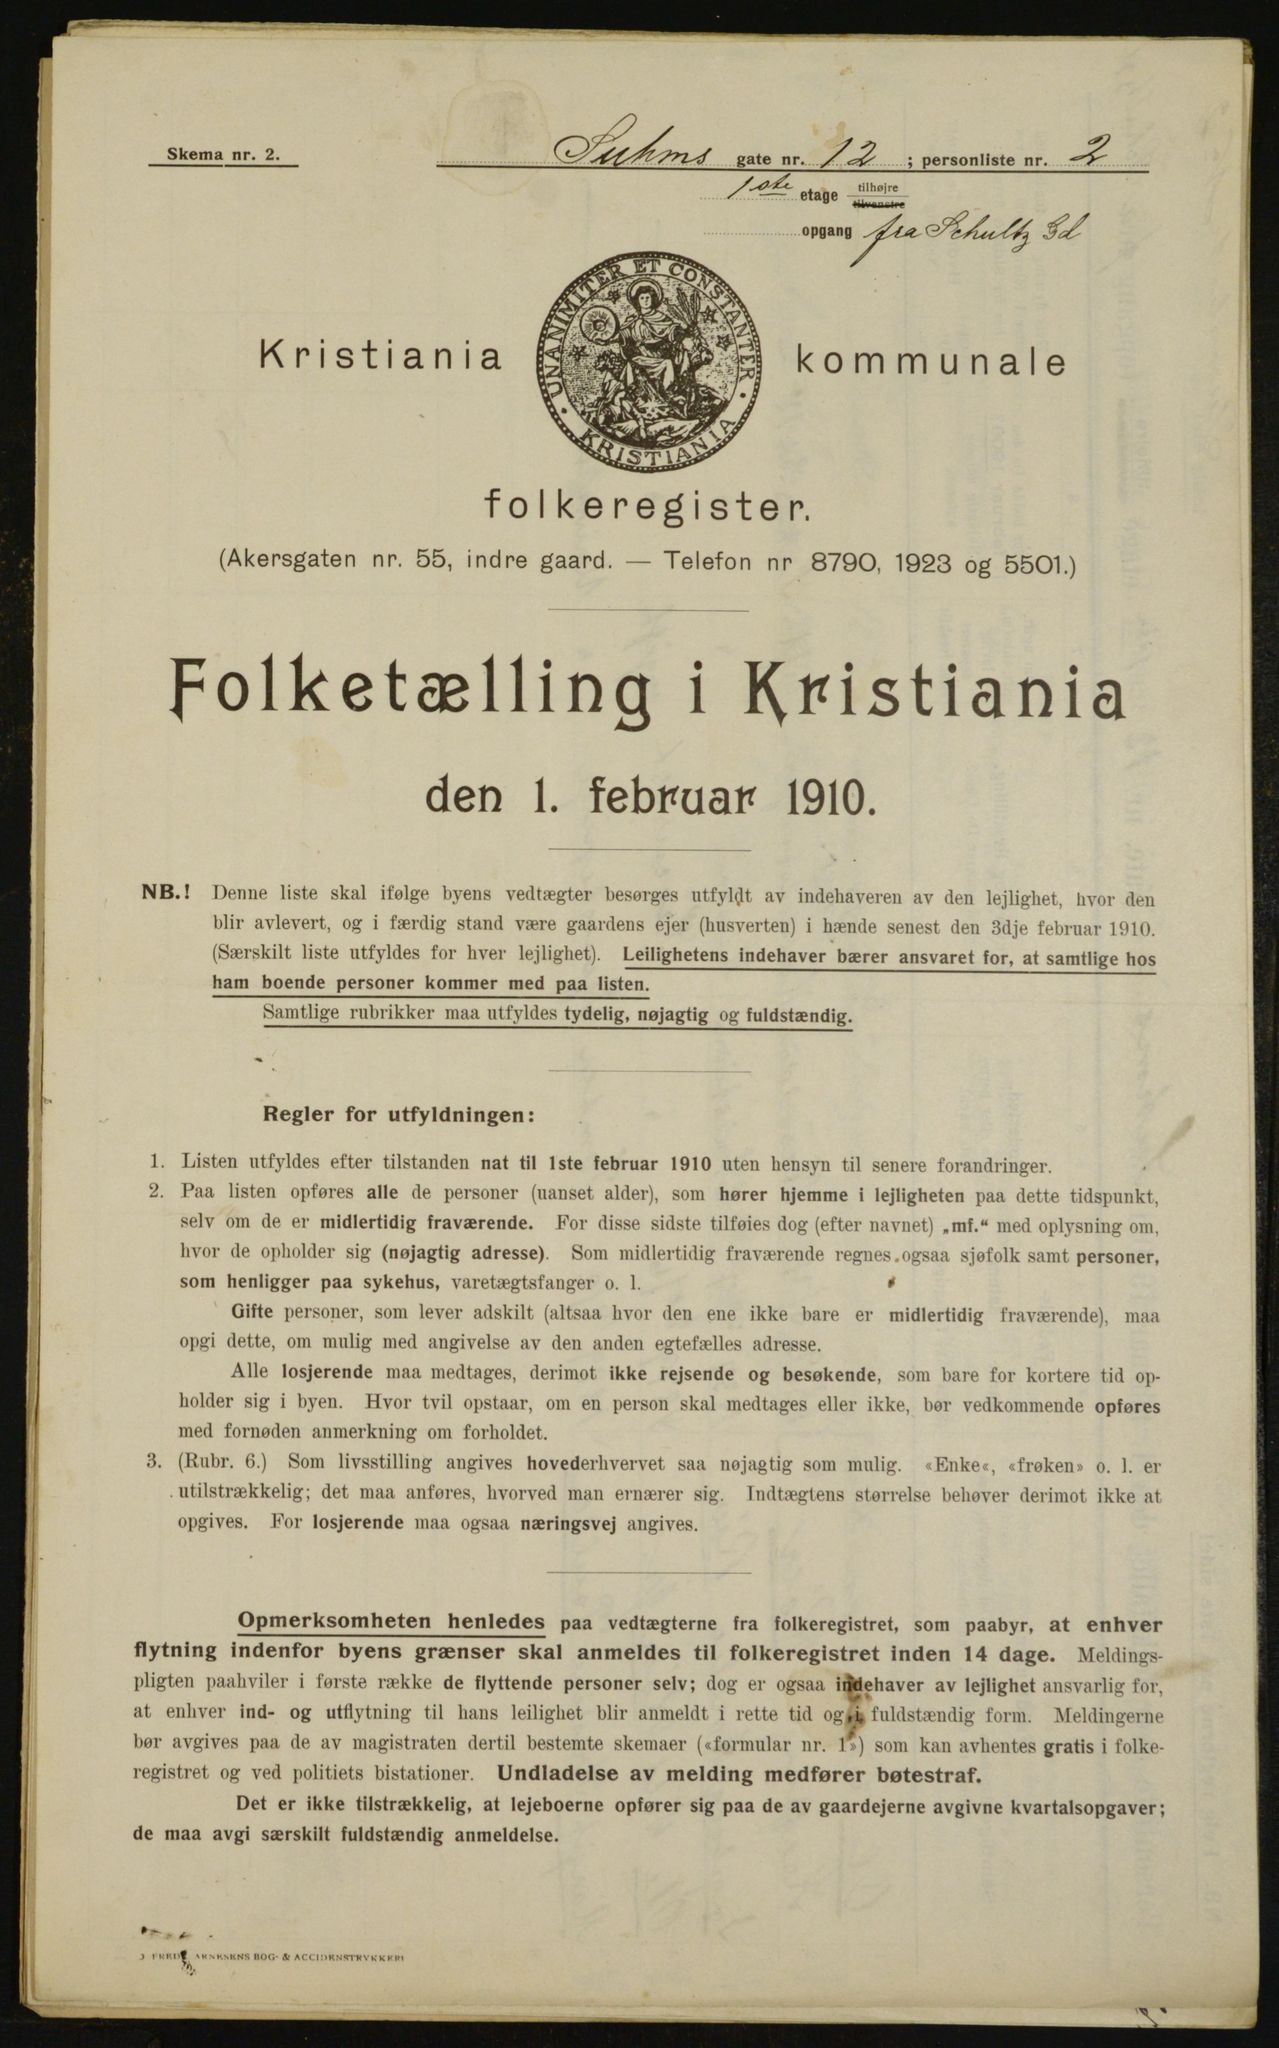 Skema nr. 2.
Suhms gate nr. 12 ; personliste nr. 2
1ste etage tilhøjre
tilvenstre
opgang fra Schultz Gd
UNANIMITER ET CONSTANTER
KRISTIANIA
Kristiania kommunale
folkeregister.
(Akersgaten nr. 55, indre gaard. — Telefon nr 8790, 1923 og 5501.)
Folketælling i Kristiania
den 1. februar 1910.
NB.! Denne liste skal ifølge byens vedtægter besørges utfyldt av indehaveren av den lejlighet, hvor den
blir avlevert, og i færdig stand være gaardens ejer (husverten) i hænde senest den 3dje februar 1910.
(Særskilt liste utfyldes for hver lejlighet). Leilighetens indehaver bærer ansvaret for, at samtlige hos
ham boende personer kommer med paa listen.
Samtlige rubrikker maa utfyldes tydelig, nøjagtig og fuldstændig.
Regler for utfyldningen:
1. Listen utfyldes efter tilstanden nat til 1ste februar 1910 uten hensyn til senere forandringer.
2. Paa listen opføres alle de personer (uanset alder), som hører hjemme i lejligheten paa dette tidspunkt,
selv om de er midlertidig fraværende. For disse sidste tilføies dog (efter navnet) „mf.“ med oplysning om,
hvor de opholder sig (nøjagtig adresse). Som midlertidig fraværende regnes ogsaa sjøfolk samt personer,
som henligger paa sykehus, varetægtsfanger o. l.
Gifte personer, som lever adskilt (altsaa hvor den ene ikke bare er midlertidig fraværende), maa
opgi dette, om mulig med angivelse av den anden egtefælles adresse.
Alle losjerende maa medtages, derimot ikke rejsende og besøkende, som bare for kortere tid op-
holder sig i byen. Hvor tvil opstaar, om en person skal medtages eller ikke, bør vedkommende opføres
med fornøden anmerkning om forholdet.
3. (Rubr. 6.) Som livsstilling angives hovederhvervet saa nøjagtig som mulig. «Enke«, «frøken» o. l. er
utilstrækkelig; det maa anføres, hvorved man ernærer sig. Indtægtens størrelse behøver derimot ikke at
opgives. For losjerende maa ogsaa næringsvej angives.
Opmerksomheten henledes paa vedtægterne fra folkeregistret, som paabyr, at enhver
flytning indenfor byens grænser skal anmeldes til folkeregistret inden 14 dage. Meldings-
pligten paahviler i første række de flyttende personer selv; dog er ogsaa indehaver av lejlighet ansvarlig for,
at enhver ind- og utflytning til hans leilighet blir anmeldt i rette tid og i fuldstændig form. Meldingerne
bør avgives paa de av magistraten dertil bestemte skemaer («formular nr. 1») som kan avhentes gratis i folke-
registret og ved politiets bistationer. Undladelse av melding medfører bøtestraf.
Det er ikke tilstrækkelig, at lejeboerne opfører sig paa de av gaardejerne avgivne kvartalsopgaver;
de maa avgi særskilt fuldstændig anmeldelse.
ARNESENS BOG- & ACCIDENSTRYKKERI